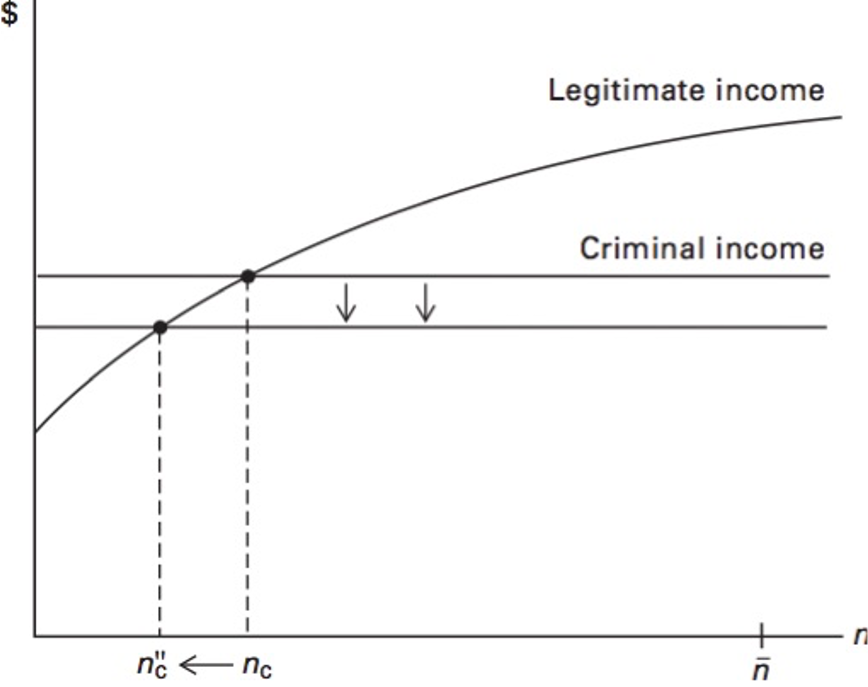 $
Legitimate income
Criminal income
n
n''c ← nc
n̄